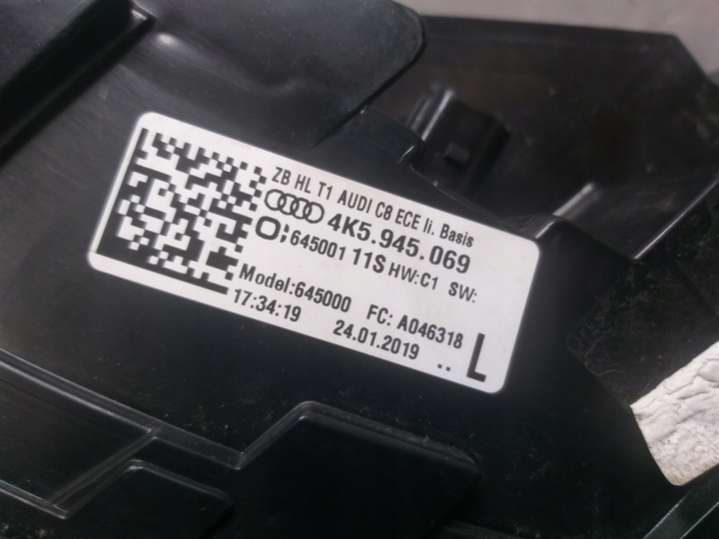 ZB HL T1 AUDI C8 ECE li. Basis
4K5.945.069
:645001 11S HW:C1 SW:
Model:645000 FC: A046318
17:34:19 24.01.2019 .. L